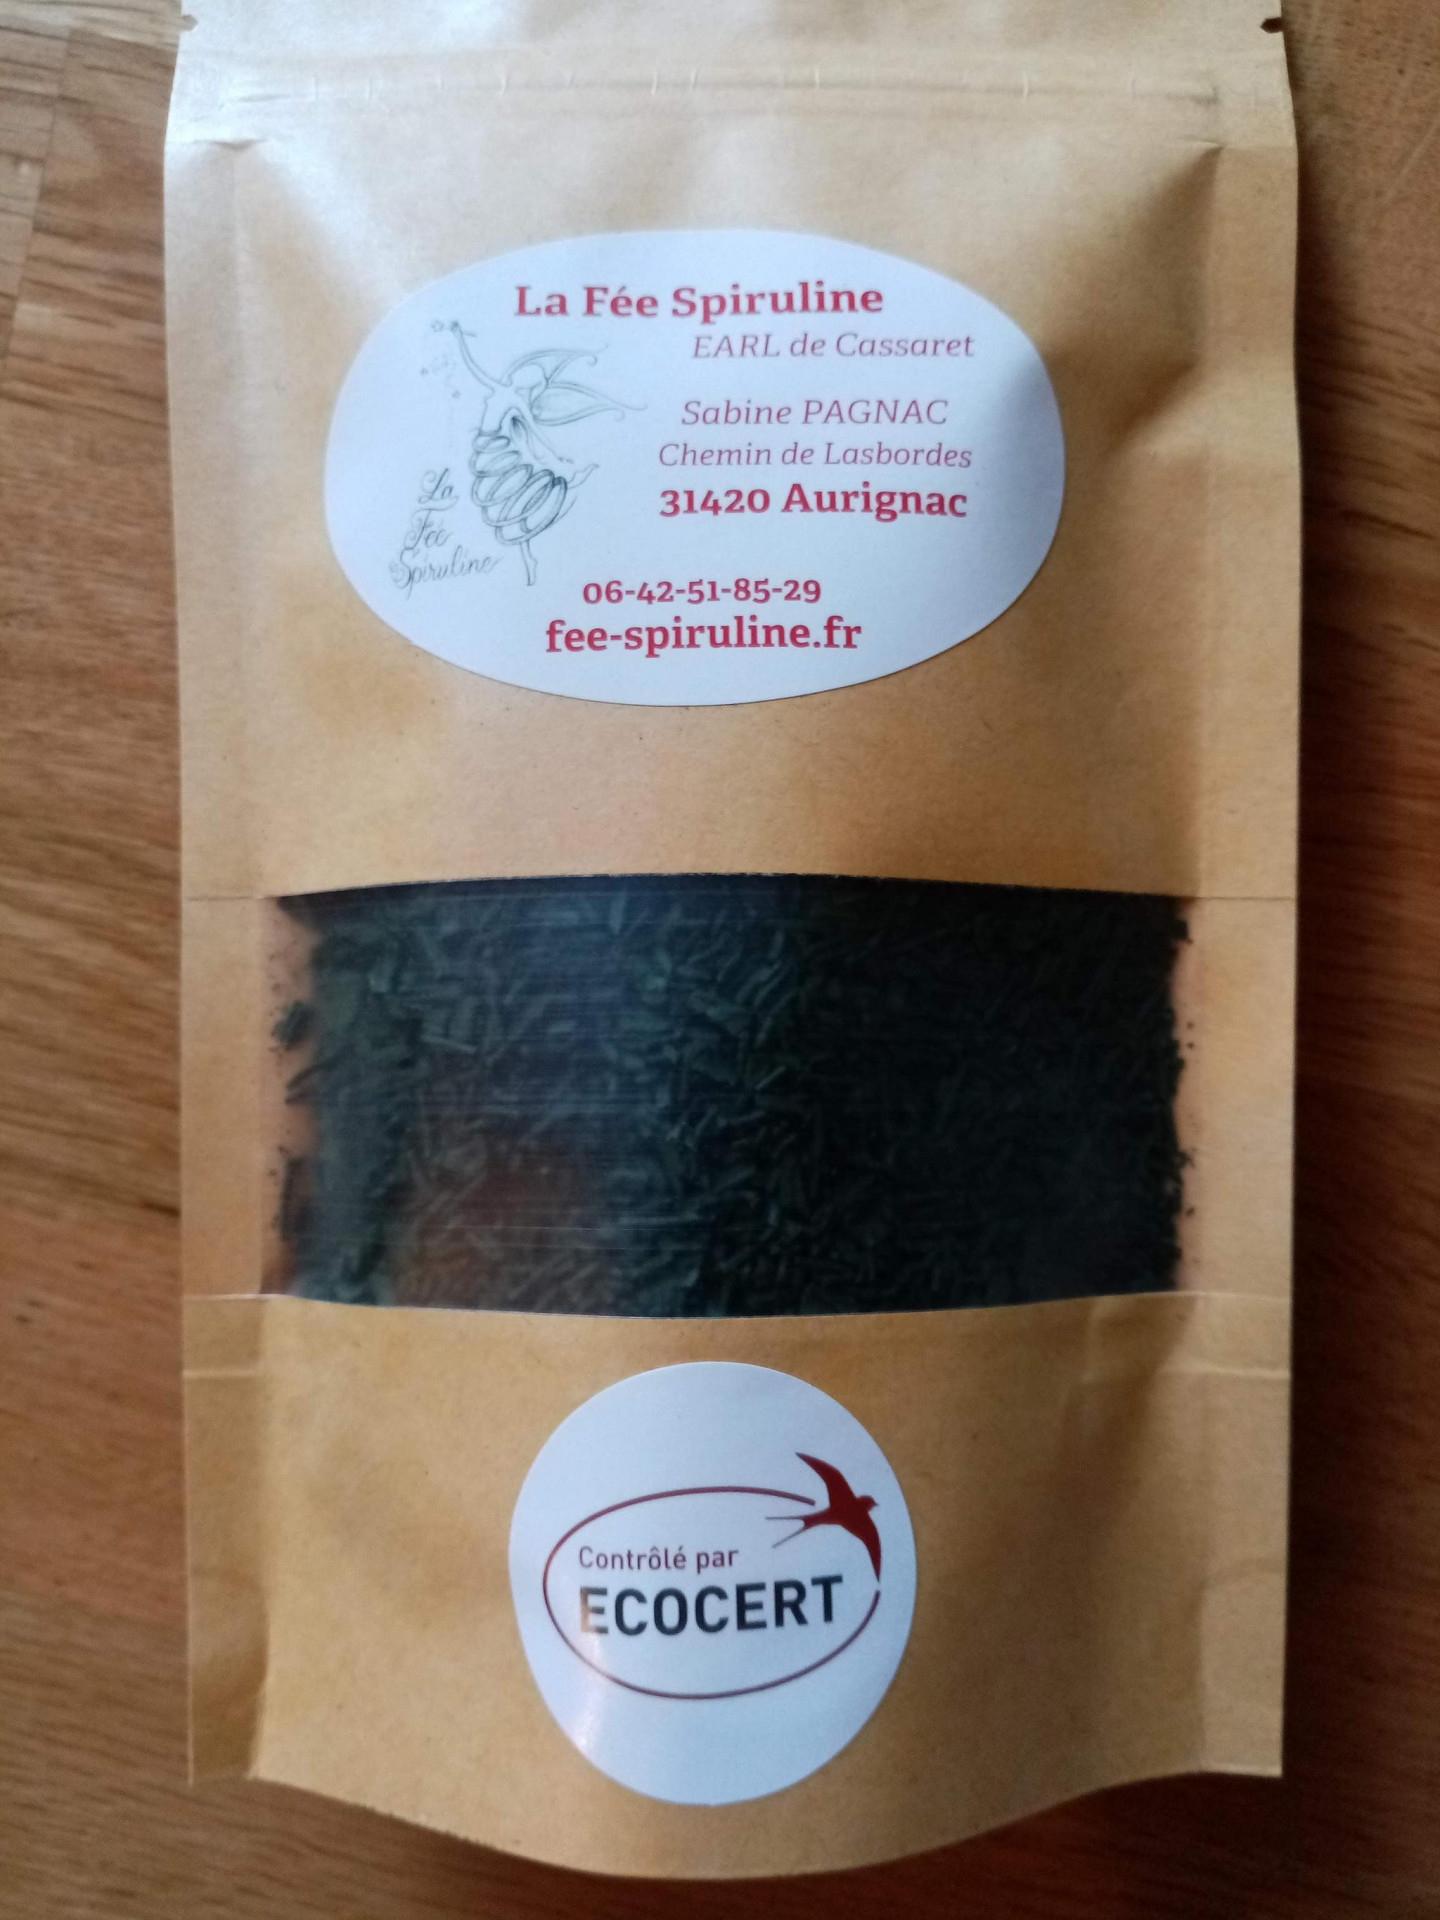 La Fée Spiruline
EARL de Cassaret
Sabine PAGNAC
Chemin de Lasbordes
31420 Aurignac
La
Fée
Spiruline
06-42-51-85-29
fee-spiruline.fr
Contrôlé par
ECOCERT